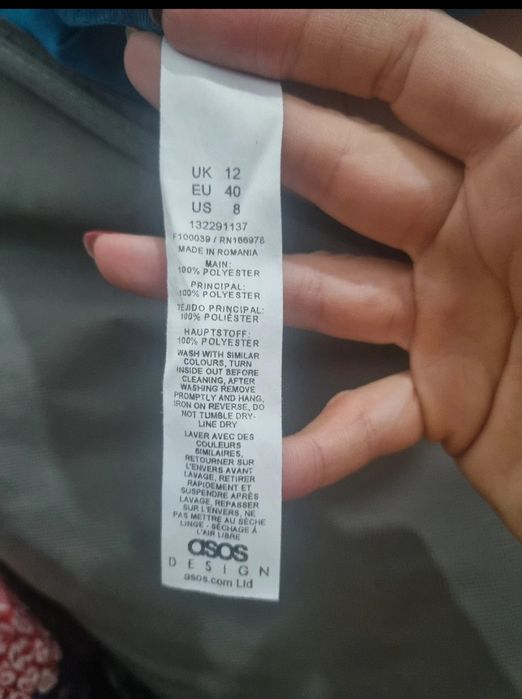 UK 12
EU 40
US 8
132291137
F100039 / RN166978
MADE IN ROMANIA
MAIN:
100% POLYESTER
PRINCIPAL:
100% POLYESTER
TEJIDO PRINCIPAL:
100% POLIÉSTER
HAUPTSTOFF:
100% POLYESTER
WASH WITH SIMILAR
COLOURS, TURN
INSIDE OUT BEFORE
CLEANING, AFTER
WASHING REMOVE
PROMPTLY AND HANG,
IRON ON REVERSE, DO
NOT TUMBLE DRY-
LINE DRY
LAVER AVEC DES
COULEURS
SIMILAIRES,
RETOURNER SUR
L'ENVERS AVANT
LAVAGE, RETIRER
RAPIDEMENT ET
SUSPENDRE APRÈS
LAVAGE, REPASSER
SUR L'ENVERS, NE
PAS METTRE AU SÈCHE
LINGE - SÉCHAGE À
L'AIR LIBRE
asos
DESIGN
asos.com Ltd